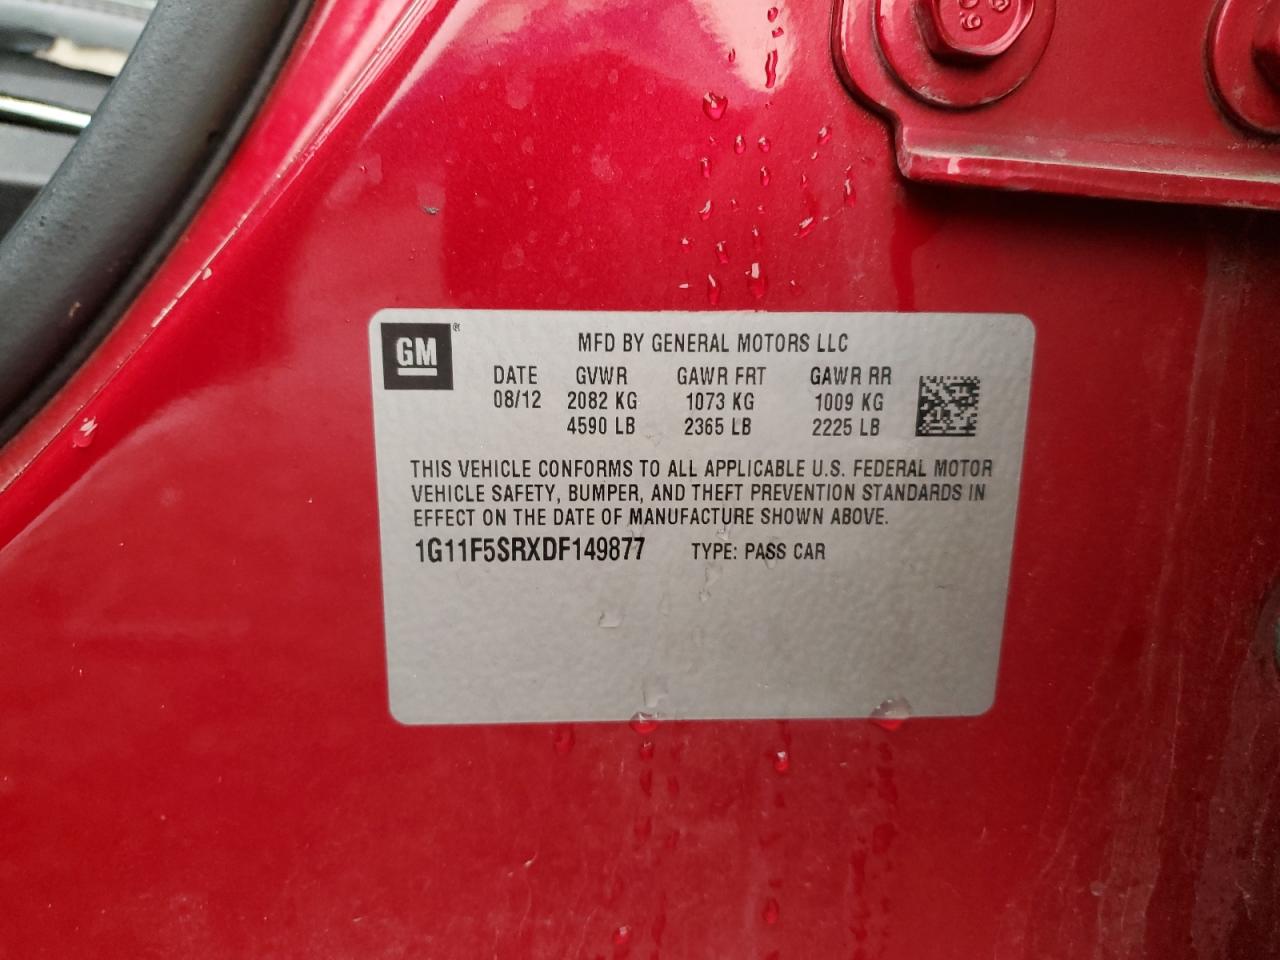 GM®
MFD BY GENERAL MOTORS LLC
DATE GVWR GAWR FRT GAWR RR
08/12 2082 KG 1073 KG 1009 KG
4590 LB 2365 LB 2225 LB
THIS VEHICLE CONFORMS TO ALL APPLICABLE U.S. FEDERAL MOTOR
VEHICLE SAFETY, BUMPER, AND THEFT PREVENTION STANDARDS IN
EFFECT ON THE DATE OF MANUFACTURE SHOWN ABOVE.
1G11F5SRXDF149877 TYPE: PASS CAR